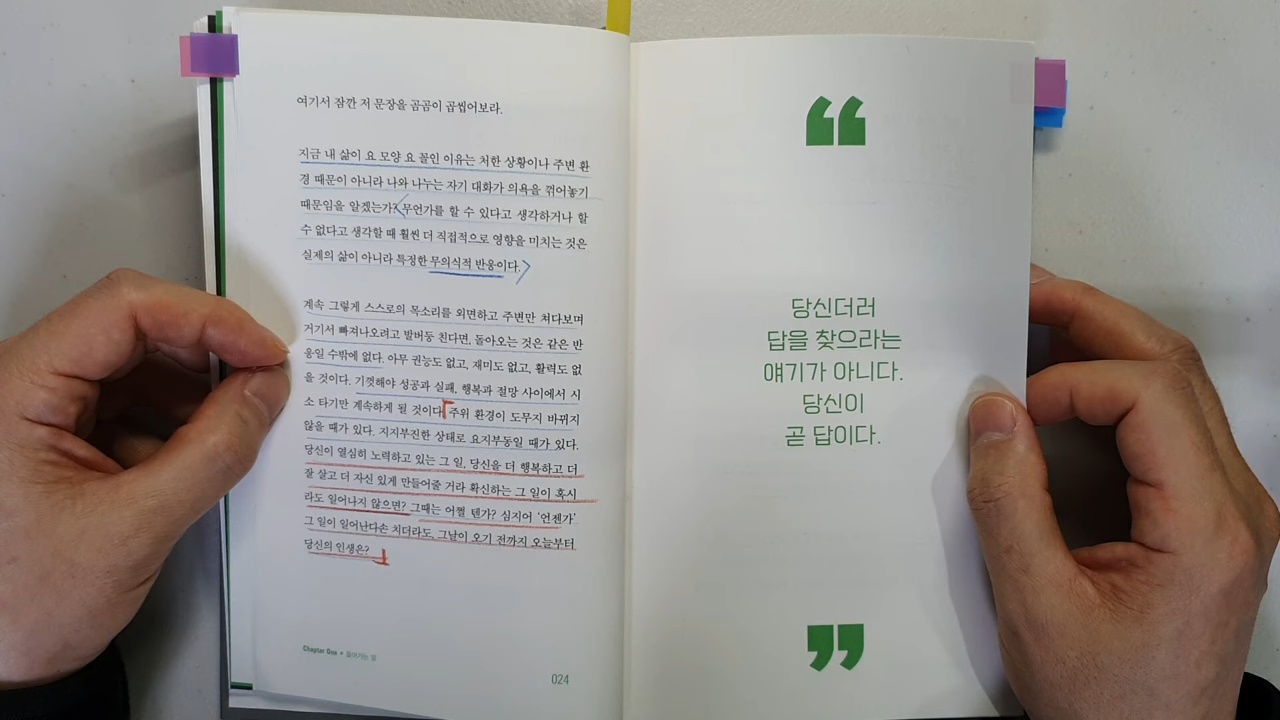 여기서 잠깐 저 문장을 곰곰이 곱씹어보라.
지금 내 삶이 요 모양 요 꼴인 이유는 처한 상황이나 주변 환
경 때문이 아니라 나와 나누는 자기 대화가 의욕을 꺾어놓기
때문임을 알겠는가? 무언가를 할 수 있다고 생각하거나 할
수 없다고 생각할 때 훨씬 더 직접적으로 영향을 미치는 것은
실제의 삶이 아니라 특정한 무의식적 반응이다.
계속 그렇게 스스로의 목소리를 외면하고 주변만 쳐다보며
거기서 빠져나오려고 발버둥 친다면, 돌아오는 것은 같은 반
응일 수밖에 없다. 아무 권능도 없고, 재미도 없고, 활력도 없
을 것이다. 기껏해야 성공과 실패, 행복과 절망 사이에서 시
소 타기만 계속하게 될 것이다. 주위 환경이 도무지 바뀌지
않을 때가 있다. 지지부진한 상태로 요지부동일 때가 있다.
당신이 열심히 노력하고 있는 그 일, 당신을 더 행복하고 더
잘 살고 더 자신 있게 만들어줄 거라 확신하는 그 일이 혹시
라도 일어나지 않으면? 그때는 어쩔 텐가? 심지어 ‘언젠가’
그 일이 일어난다손 치더라도, 그날이 오기 전까지 오늘부터
당신의 인생은?
Chapter One • 들어가는 말
024
“
당신더러
답을 찾으라는
얘기가 아니다.
당신이
곧 답이다.
”